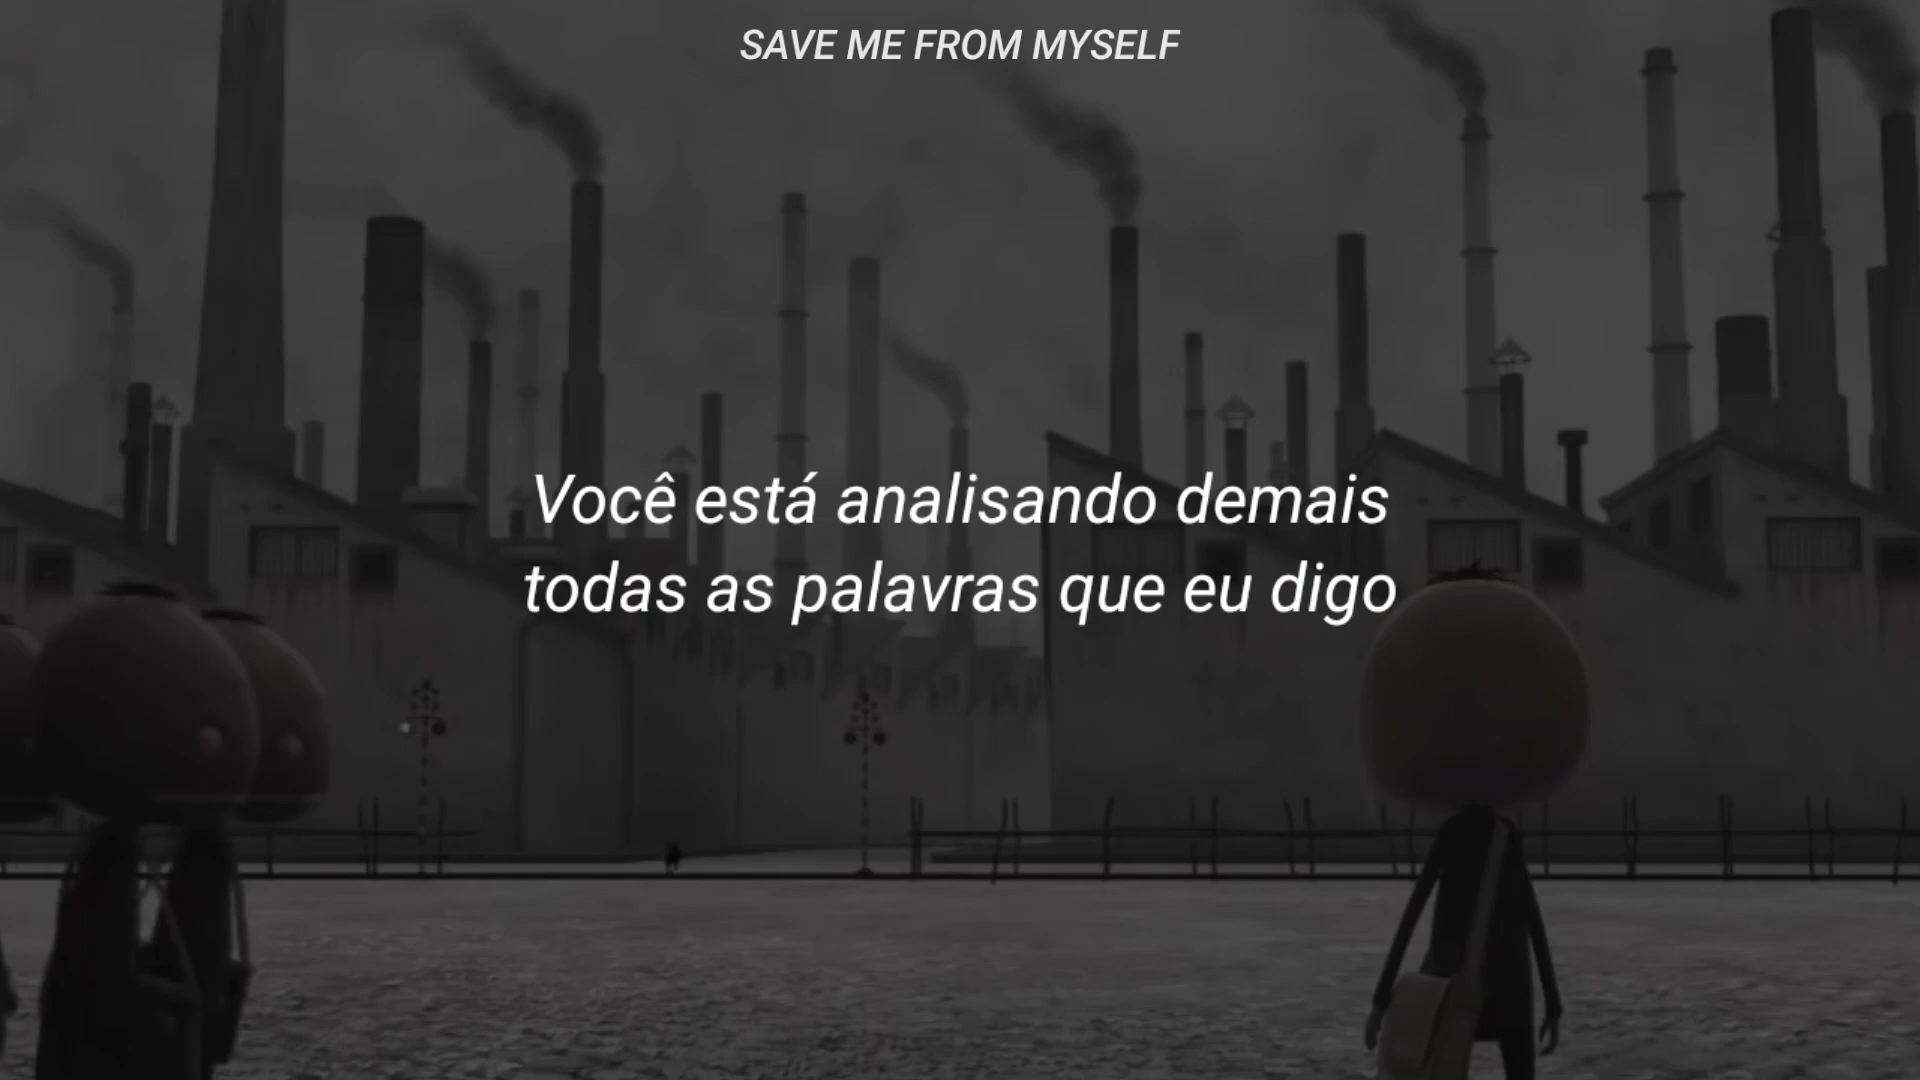 SAVE ME FROM MYSELF
Você está analisando demais
todas as palavras que eu digo